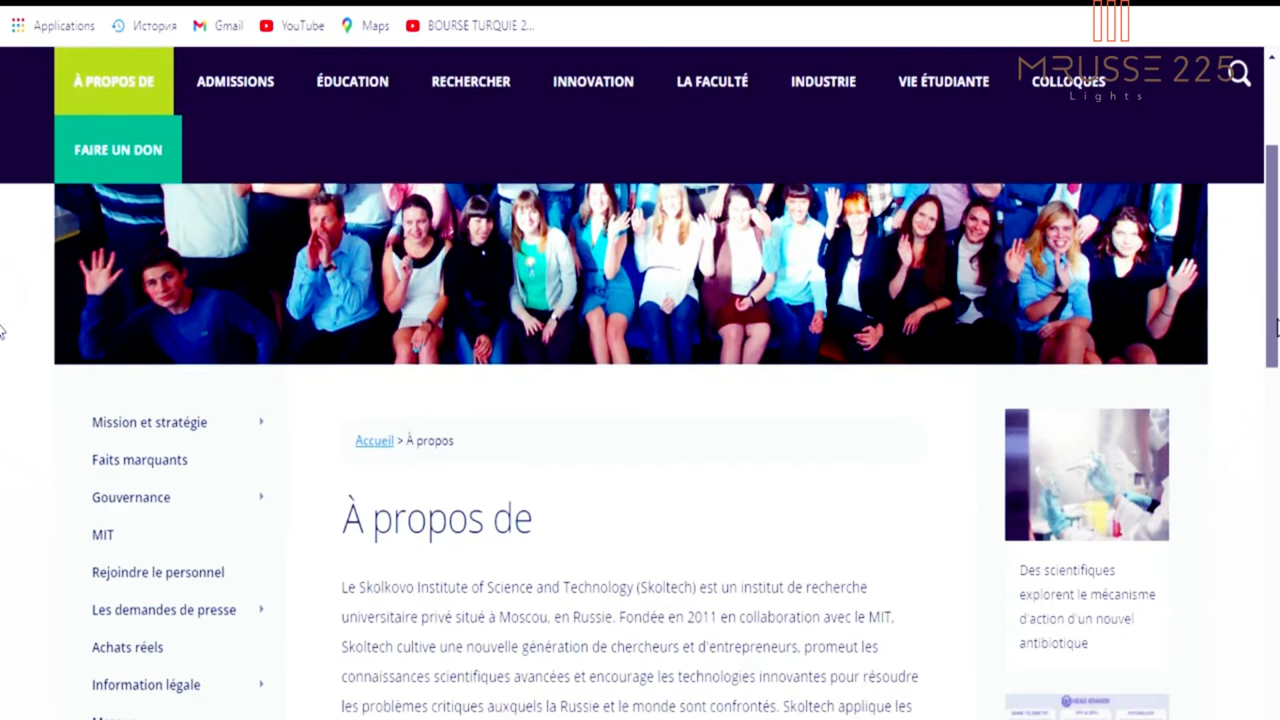 Applications История Gmail YouTube Maps BOURSE TURQUIE 2...
À PROPOS DE ADMISSIONS ÉDUCATION RECHERCHER INNOVATION LA FACULTÉ INDUSTRIE VIE ÉTUDIANTE COLLOQUES
MRUSSE 225
Lights
FAIRE UN DON
Mission et stratégie
Faits marquants
Gouvernance
MIT
Rejoindre le personnel
Les demandes de presse
Achats réels
Information légale
Accueil > À propos
À propos de
Le Skolkovo Institute of Science and Technology (Skoltech) est un institut de recherche
universitaire privé situé à Moscou, en Russie. Fondée en 2011 en collaboration avec le MIT,
Skoltech cultive une nouvelle génération de chercheurs et d'entrepreneurs, promeut les
connaissances scientifiques avancées et encourage les technologies innovantes pour résoudre
les problèmes critiques auxquels la Russie et le monde sont confrontés. Skoltech applique les
Des scientifiques
explorent le mécanisme
d'action d'un nouvel
antibiotique